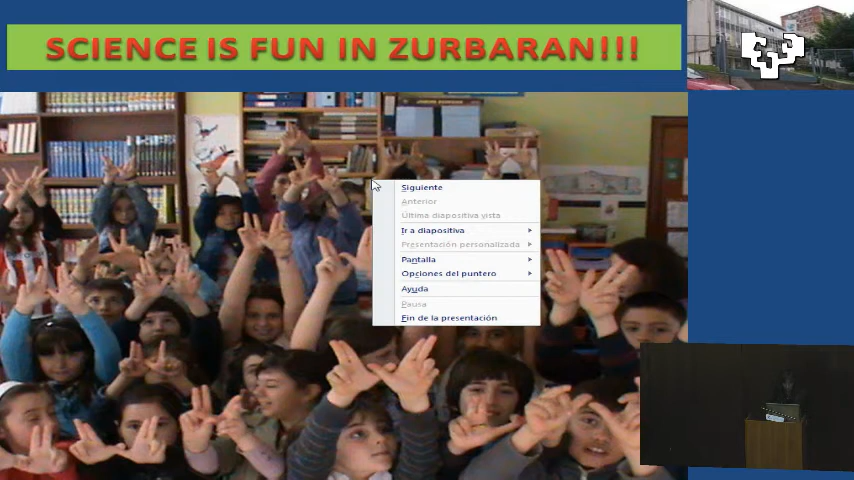 SCIENCE IS FUN IN ZURBARAN!!!
Siguiente
Anterior
Última diapositiva vista
Ir a diapositiva
Presentación personalizada
Pantalla
Opciones del puntero
Ayuda
Pausa
Fin de la presentación